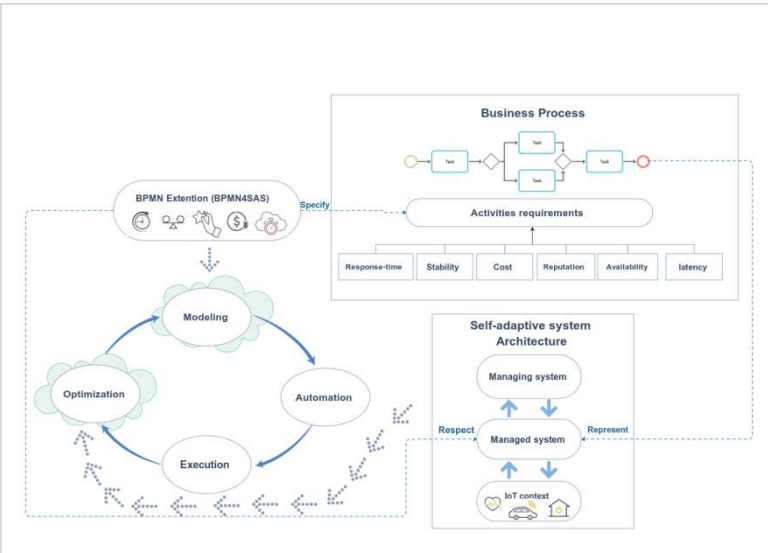 Business Process
Task
Task
Task
Task
BPMN Extention (BPMN4SAS)
Specify
Activities requirements
Response-time
Stability
Cost
Reputation
Availability
latency
Modeling
Optimization
Automation
Execution
Self-adaptive system
Architecture
Managing system
Respect
Managed system
Represent
IoT context